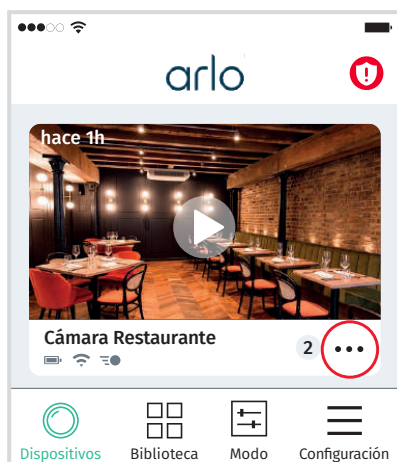 arlo
hace 1h
Cámara Restaurante
2
Dispositivos Biblioteca Modo Configuración